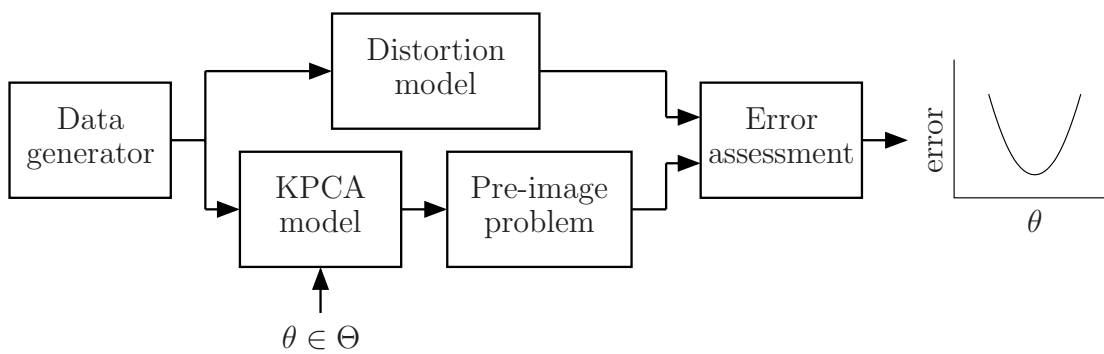 Distortion
model
Data
generator
Error
assessment
error
KPCA
model
Pre-image
problem
θ
θ ∈ Θ